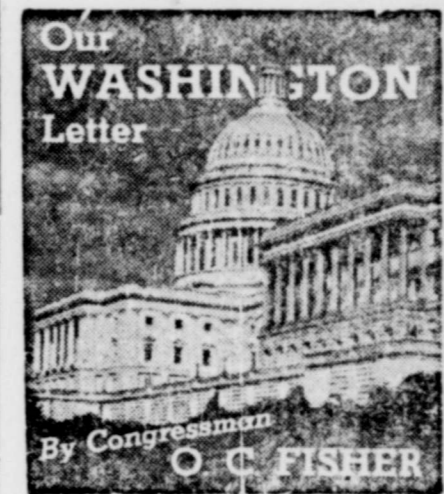 Our
WASHINGTON
Letter
By Congressman
O. C. FISHER